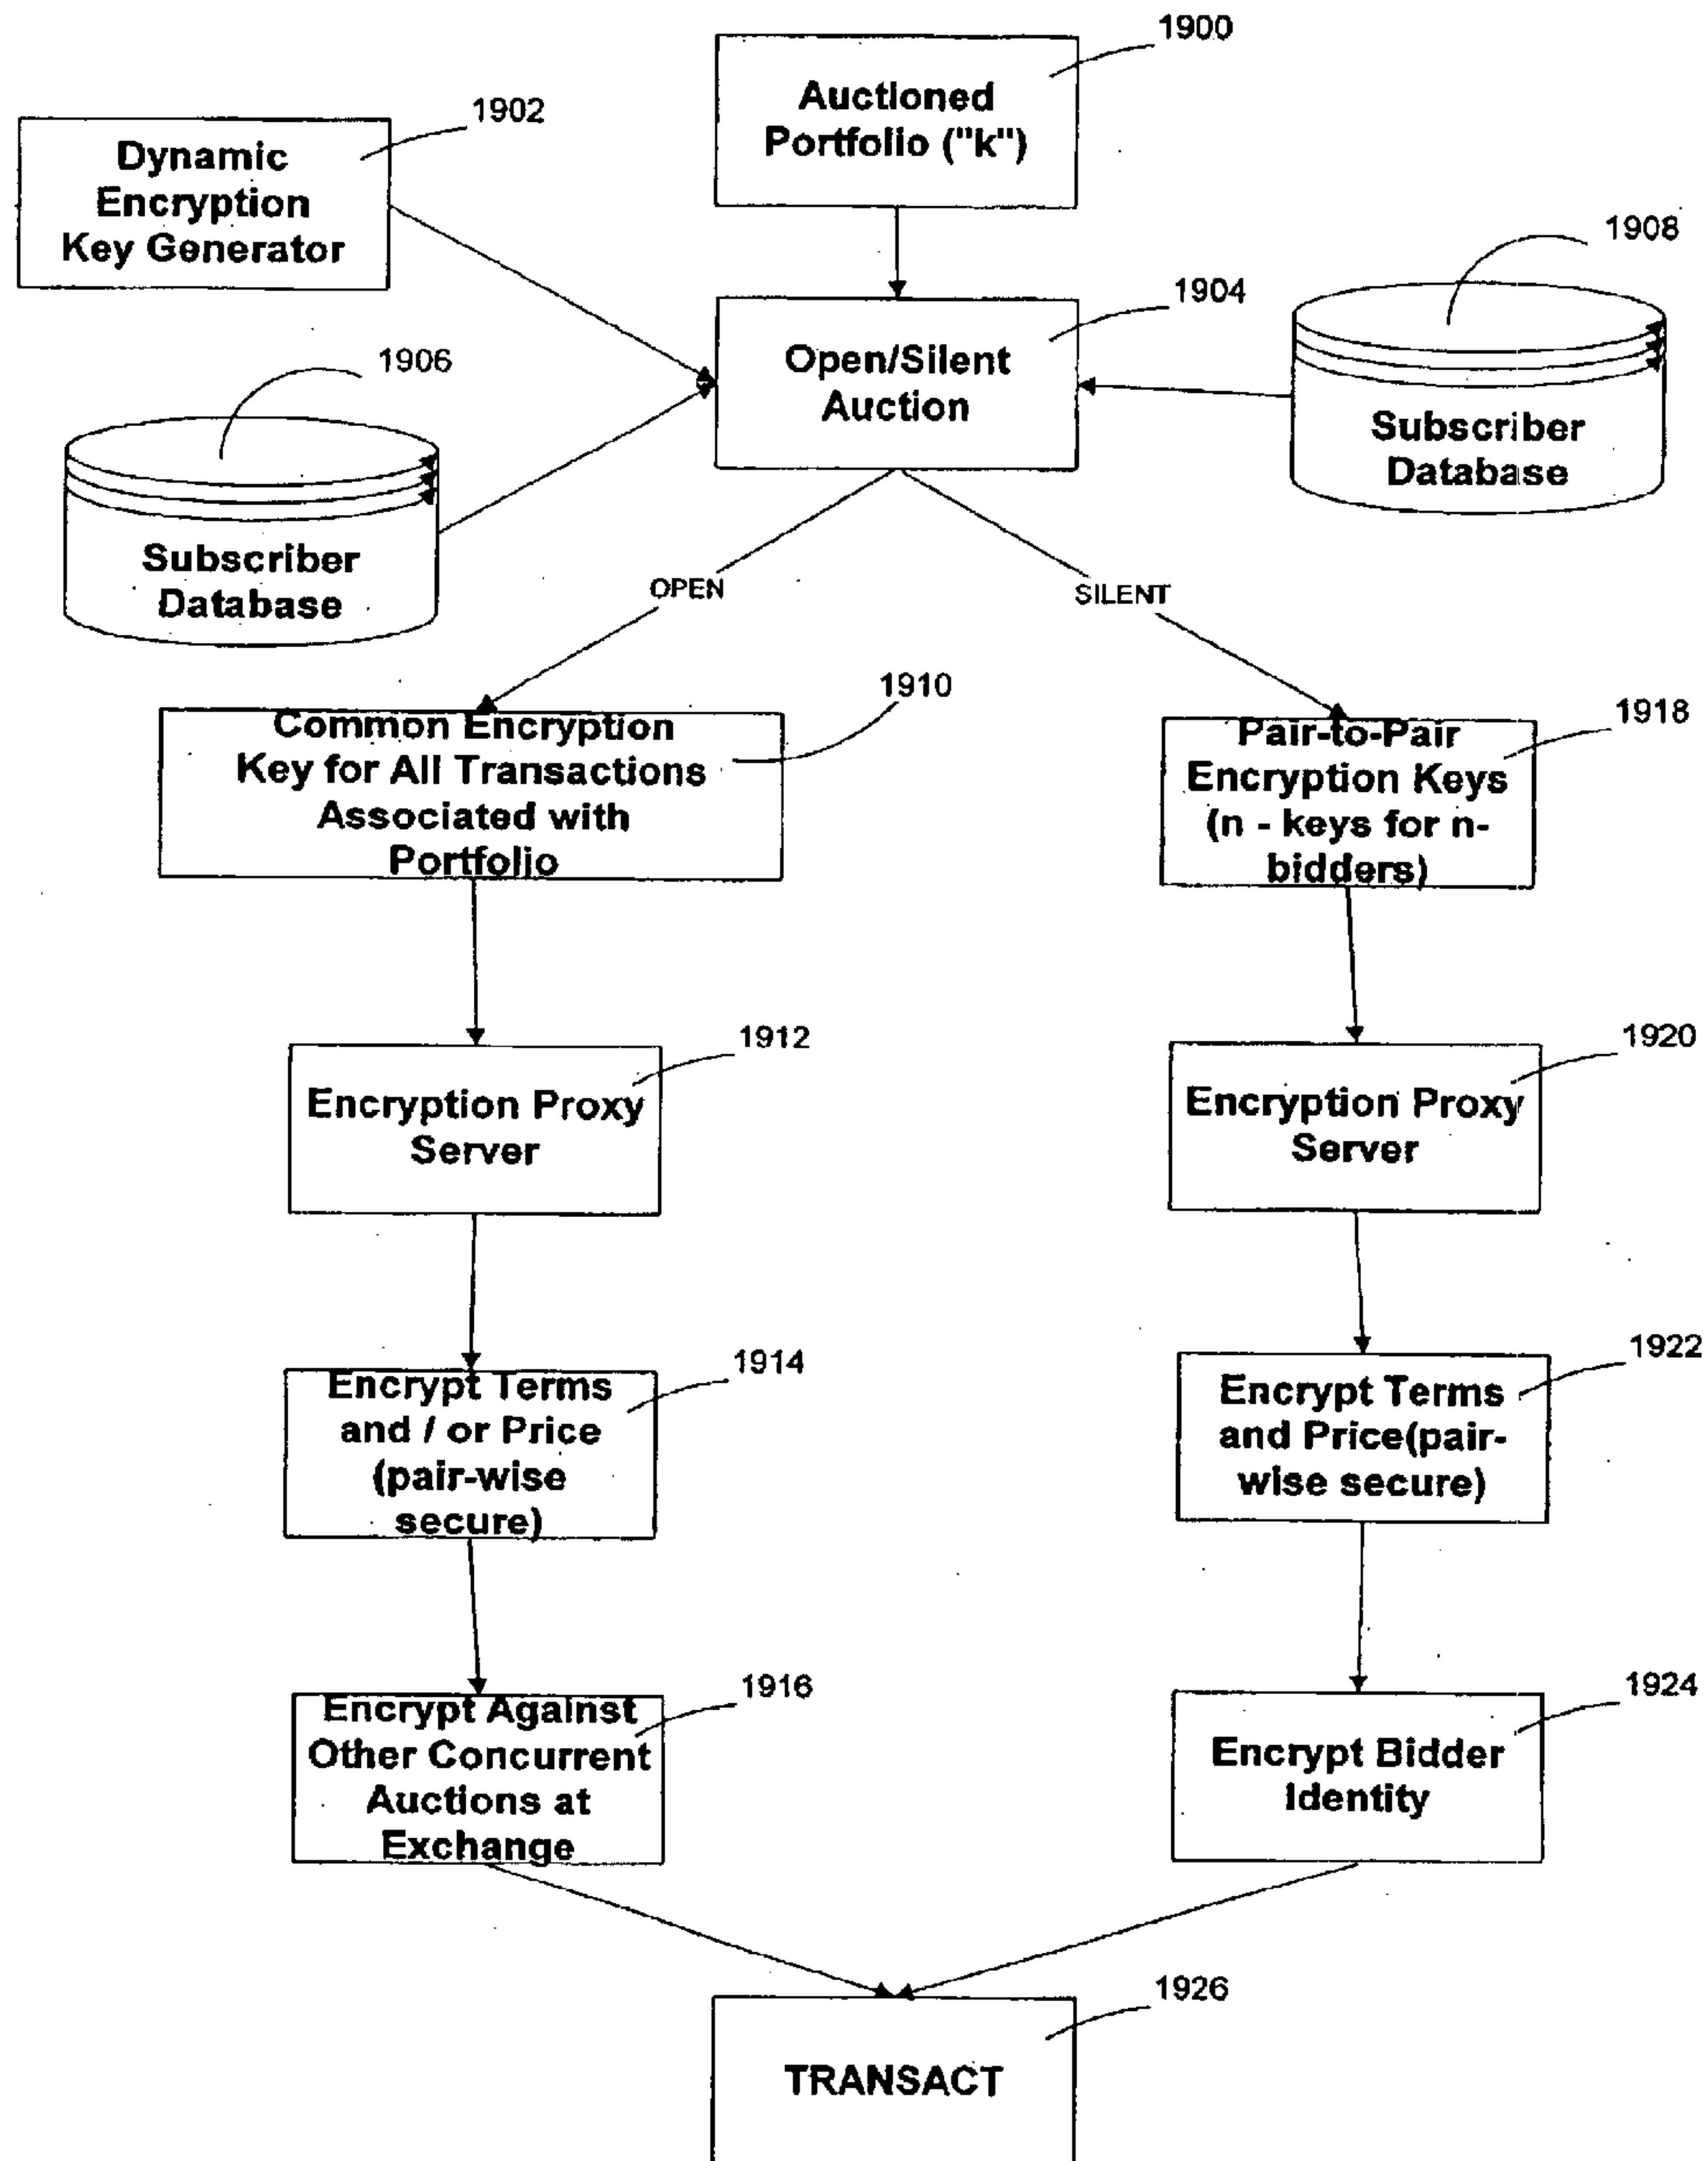 1900
Auctioned
Portfolio ("k")
1902
Dynamic
Encryption
Key Generator
1904
Open/Silent
Auction
1906
Subscriber
Database
1908
Subscriber
Database
OPEN
SILENT
1910
Common Encryption
Key for All Transactions
Associated with
Portfolio
1918
Pair-to-Pair
Encryption Keys
(n - keys for n-
bidders)
1912
Encryption Proxy
Server
1920
Encryption Proxy
Server
1914
Encrypt Terms
and / or Price
(pair-wise
secure)
1922
Encrypt Terms
and Price(pair-
wise secure)
1916
Encrypt Against
Other Concurrent
Auctions at
Exchange
1924
Encrypt Bidder
Identity
1926
TRANSACT